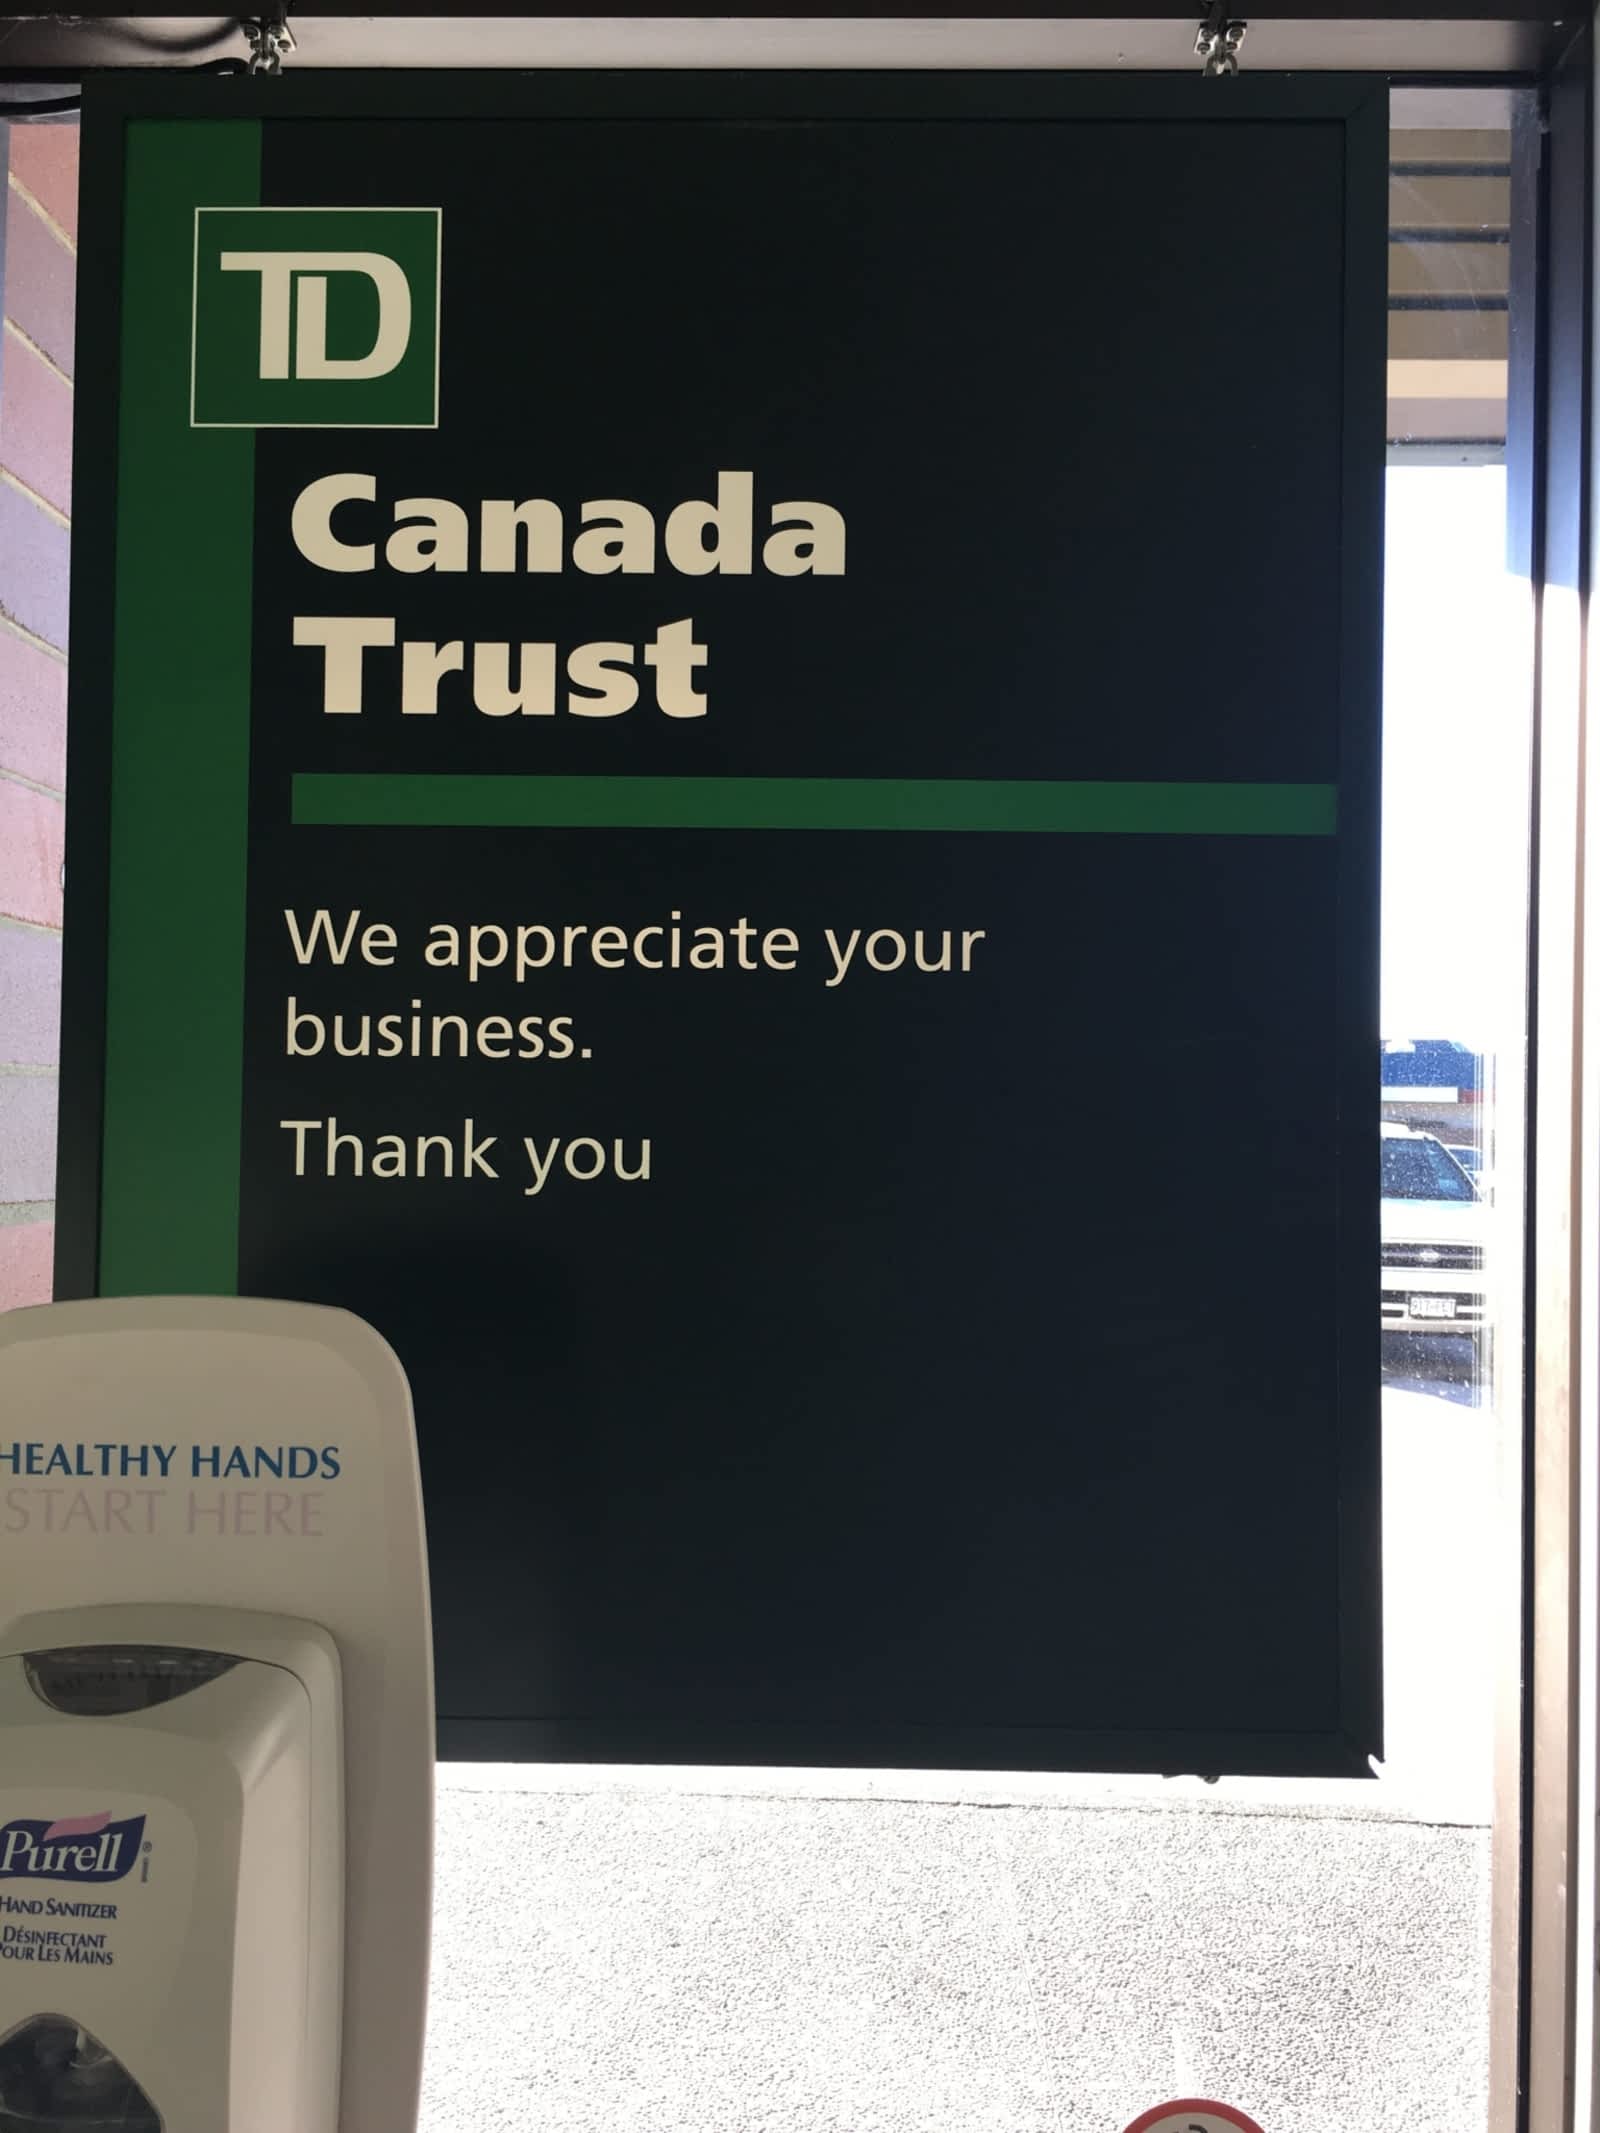 TD
Canada
Trust
We appreciate your
business.
Thank you
HEALTHY HANDS
START HERE
Purell®
HAND SANITIZER
DÉSINFECTANT
POUR LES MAINS